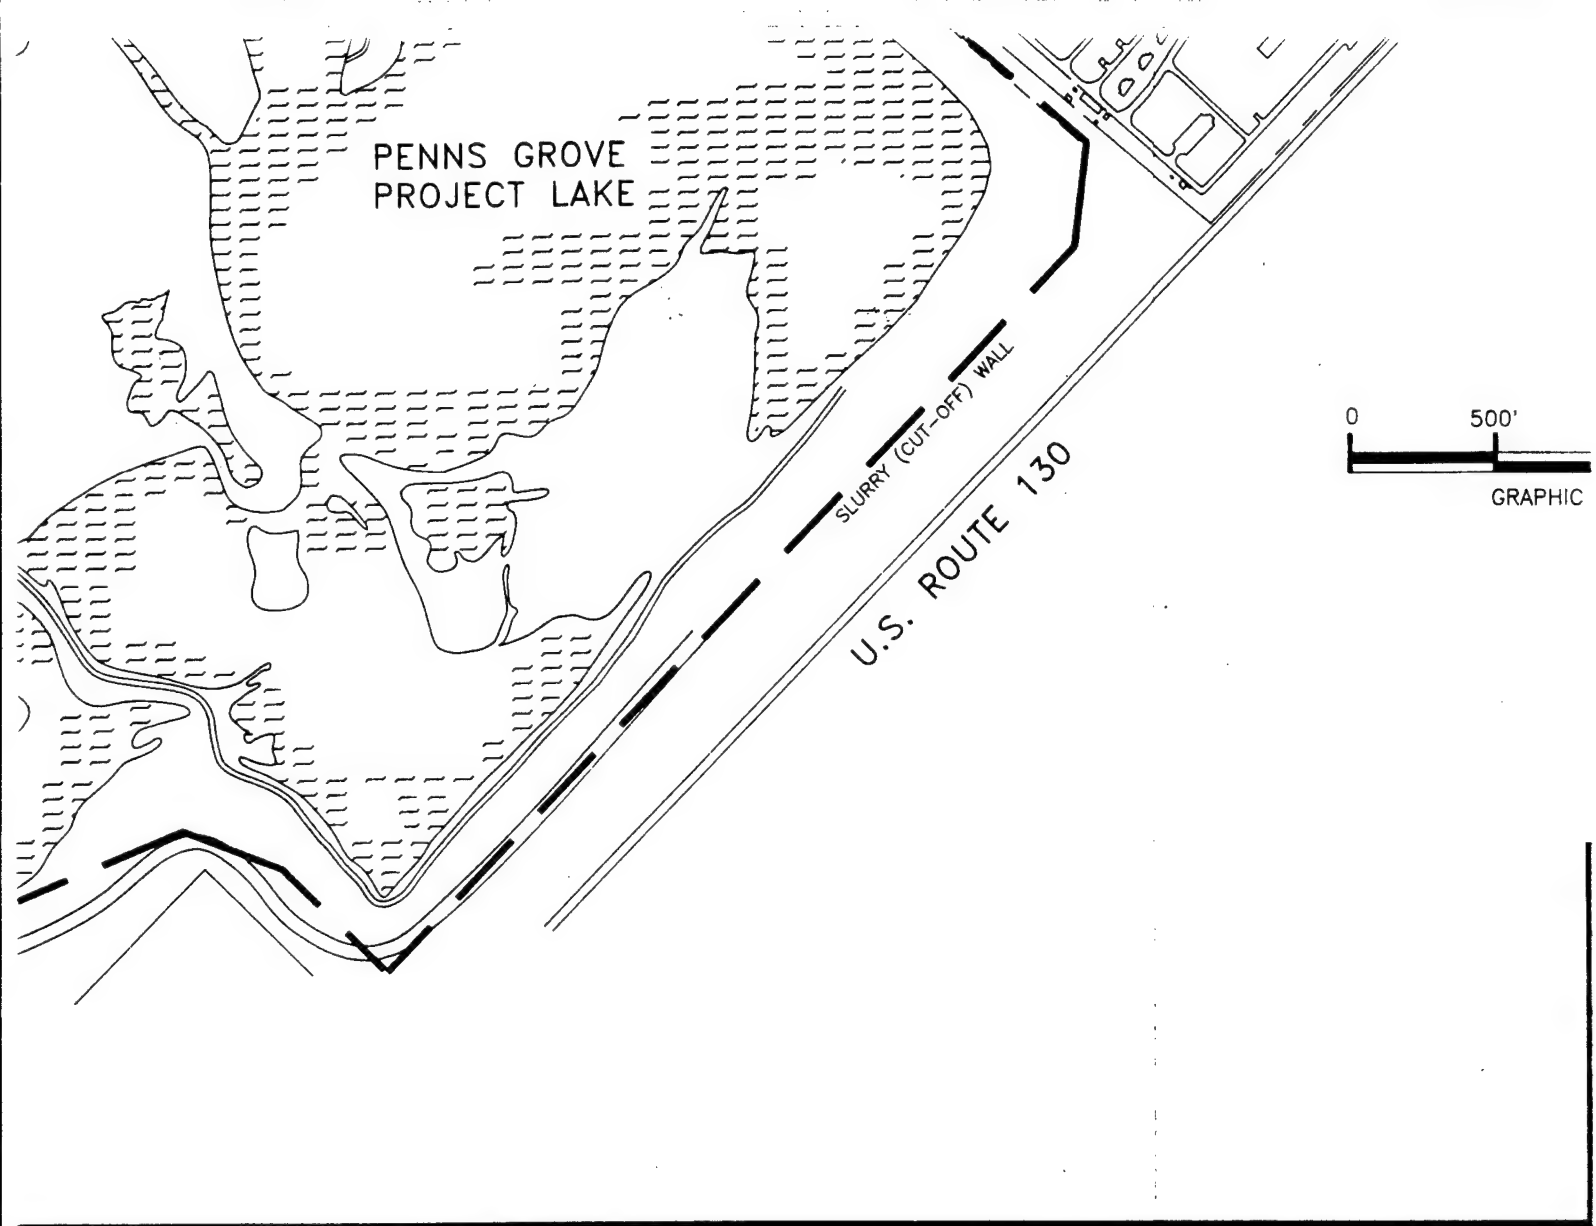 PENNS GROVE
PROJECT LAKE
SLURRY (CUT-OFF) WALL
U.S. ROUTE 130
0 500'
GRAPHIC